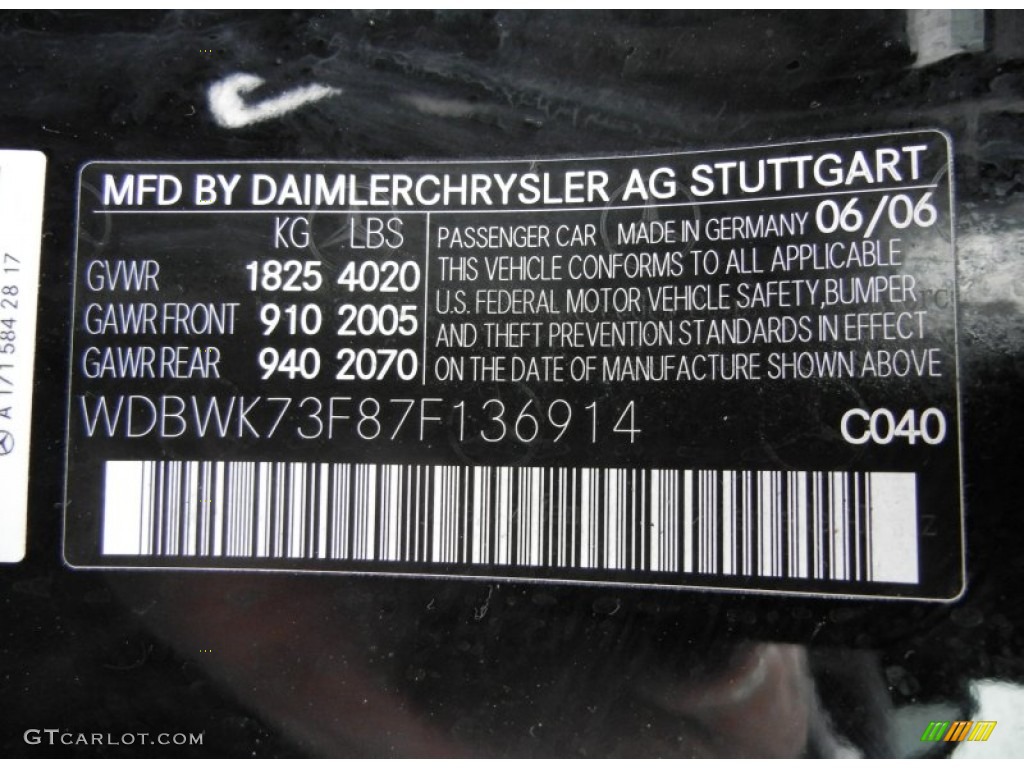 MFD BY DAIMLERCHRYSLER AG STUTTGART
KG LBS
GVWR 1825 4020
GAWR FRONT 910 2005
GAWR REAR 940 2070
PASSENGER CAR MADE IN GERMANY 06/06
THIS VEHICLE CONFORMS TO ALL APPLICABLE
U.S. FEDERAL MOTOR VEHICLE SAFETY,BUMPER
AND THEFT PREVENTION STANDARDS IN EFFECT
ON THE DATE OF MANUFACTURE SHOWN ABOVE
WDBWK73F87F136914 C040
A 171 584 28 17
GTCARLOT.COM